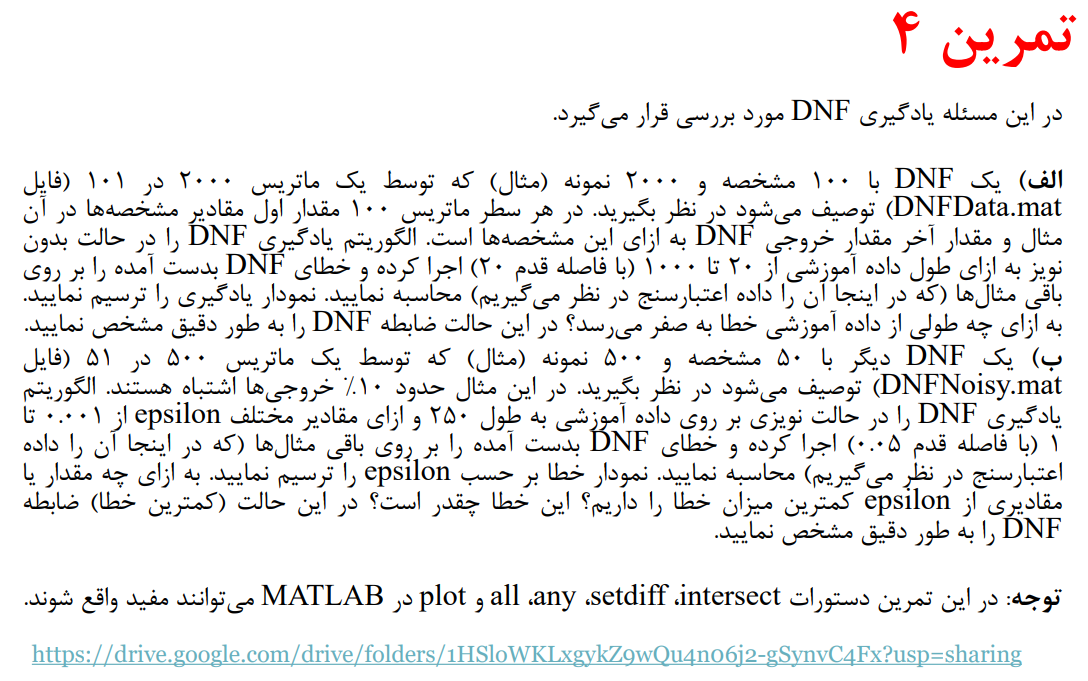 تمرین ۴
در این مسئله یادگیری DNF مورد بررسی قرار می‌گیرد.
الف) یک DNF با ۱۰۰ مشخصه و ۲۰۰۰ نمونه (مثال) که توسط یک ماتریس ۲۰۰۰ در ۱۰۱ (فایل
DNFData.mat) توصیف می‌شود در نظر بگیرید. در هر سطر ماتریس ۱۰۰ مقدار اول مقادیر مشخصه‌ها در آن
مثال و مقدار آخر مقدار خروجی DNF به ازای این مشخصه‌ها است. الگوریتم یادگیری DNF را در حالت بدون
نویز به ازای طول داده آموزشی از ۲۰ تا ۱۰۰۰ (با فاصله قدم ۲۰) اجرا کرده و خطای DNF بدست آمده را بر روی
باقی مثال‌ها (که در اینجا آن را داده اعتبارسنج در نظر می‌گیریم) محاسبه نمایید. نمودار یادگیری را ترسیم نمایید.
به ازای چه طولی از داده آموزشی خطا به صفر می‌رسد؟ در این حالت ضابطه DNF را به طور دقیق مشخص نمایید.
ب) یک DNF دیگر با ۵۰ مشخصه و ۵۰۰ نمونه (مثال) که توسط یک ماتریس ۵۰۰ در ۵۱ (فایل
DNFNoisy.mat) توصیف می‌شود در نظر بگیرید. در این مثال حدود ۱۰٪ خروجی‌ها اشتباه هستند. الگوریتم
یادگیری DNF را در حالت نویزی بر روی داده آموزشی به طول ۲۵۰ و ازای مقادیر مختلف epsilon از ۰.۰۰۱ تا
۱ (با فاصله قدم ۰.۰۵) اجرا کرده و خطای DNF بدست آمده را بر روی باقی مثال‌ها (که در اینجا آن را داده
اعتبارسنج در نظر می‌گیریم) محاسبه نمایید. نمودار خطا بر حسب epsilon را ترسیم نمایید. به ازای چه مقدار یا
مقادیری از epsilon کمترین میزان خطا را داریم؟ این خطا چقدر است؟ در این حالت (کمترین خطا) ضابطه
DNF را به طور دقیق مشخص نمایید.
توجه: در این تمرین دستورات intersect، setdiff، any، all و plot در MATLAB می‌توانند مفید واقع شوند.
https://drive.google.com/drive/folders/1HSloWKLxgykZ9wQu4n06j2-gSynvC4Fx?usp=sharing